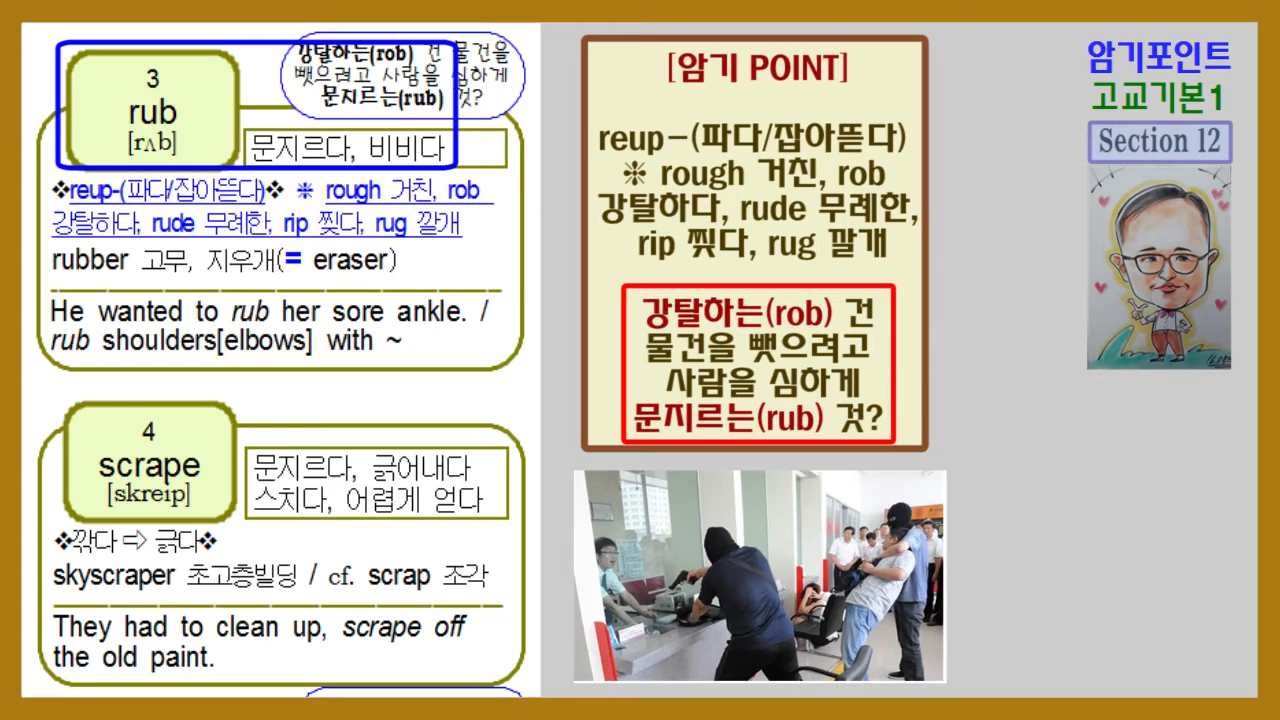 강탈하는(rob) 건 물건을
뺏으려고 사람을 심하게
문지르는(rub) 것?
3
rub
[rʌb]
문지르다, 비비다
❖reup-(파다/잡아뜯다)❖ ※ rough 거친, rob
강탈하다, rude 무례한, rip 찢다, rug 깔개
rubber 고무, 지우개(= eraser)
He wanted to rub her sore ankle. /
rub shoulders[elbows] with ~
4
scrape
[skreıp]
문지르다, 긁어내다
스치다, 어렵게 얻다
❖깎다 ⇨ 긁다❖
skyscraper 초고층빌딩 / cf. scrap 조각
They had to clean up, scrape off
the old paint.
[암기 POINT]
reup-(파다/잡아뜯다)
※ rough 거친, rob
강탈하다, rude 무례한,
rip 찢다, rug 깔개
강탈하는(rob) 건
물건을 뺏으려고
사람을 심하게
문지르는(rub) 것?
암기포인트
고교기본1
Section 12